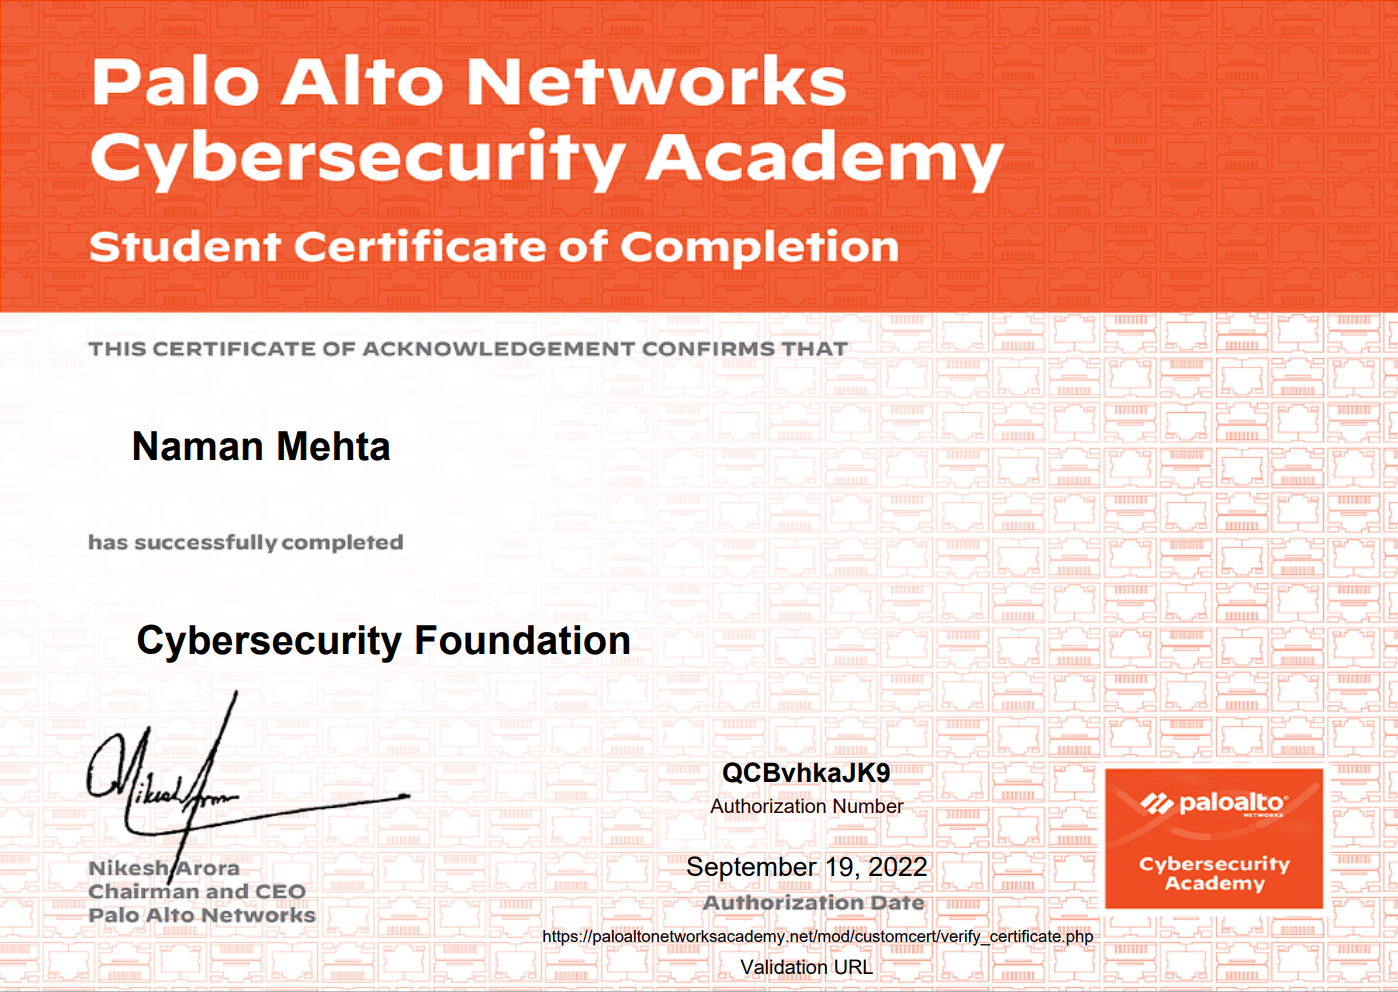 Palo Alto Networks
Cybersecurity Academy
Student Certificate of Completion
THIS CERTIFICATE OF ACKNOWLEDGEMENT CONFIRMS THAT
Naman Mehta
has successfully completed
Cybersecurity Foundation
Nikesh Arora
Nikesh Arora
Chairman and CEO
Palo Alto Networks
QCBvhkaJK9
Authorization Number
September 19, 2022
Authorization Date
https://paloaltonetworksacademy.net/mod/customcert/verify_certificate.php
Validation URL
paloalto®
NETWORKS
Cybersecurity
Academy